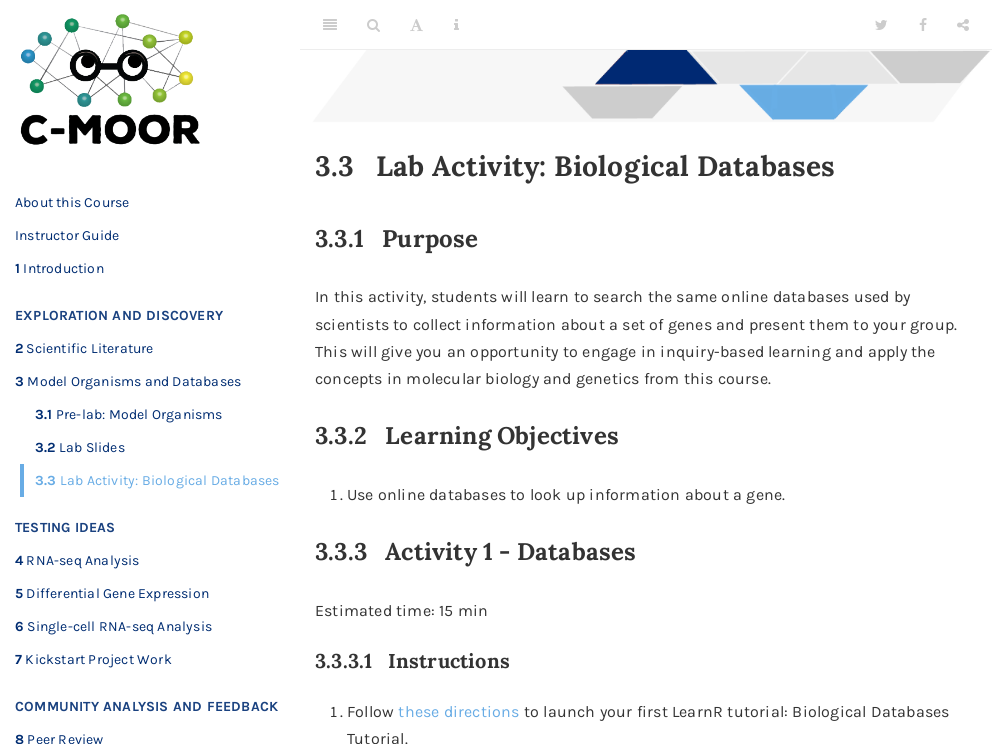 C-MOOR
About this Course
Instructor Guide
1 Introduction
EXPLORATION AND DISCOVERY
2 Scientific Literature
3 Model Organisms and Databases
3.1 Pre-lab: Model Organisms
3.2 Lab Slides
3.3 Lab Activity: Biological Databases
TESTING IDEAS
4 RNA-seq Analysis
5 Differential Gene Expression
6 Single-cell RNA-seq Analysis
7 Kickstart Project Work
COMMUNITY ANALYSIS AND FEEDBACK
8 Peer Review
3.3 Lab Activity: Biological Databases
3.3.1 Purpose
In this activity, students will learn to search the same online databases used by
scientists to collect information about a set of genes and present them to your group.
This will give you an opportunity to engage in inquiry-based learning and apply the
concepts in molecular biology and genetics from this course.
3.3.2 Learning Objectives
1. Use online databases to look up information about a gene.
3.3.3 Activity 1 - Databases
Estimated time: 15 min
3.3.3.1 Instructions
1. Follow these directions to launch your first LearnR tutorial: Biological Databases
Tutorial.